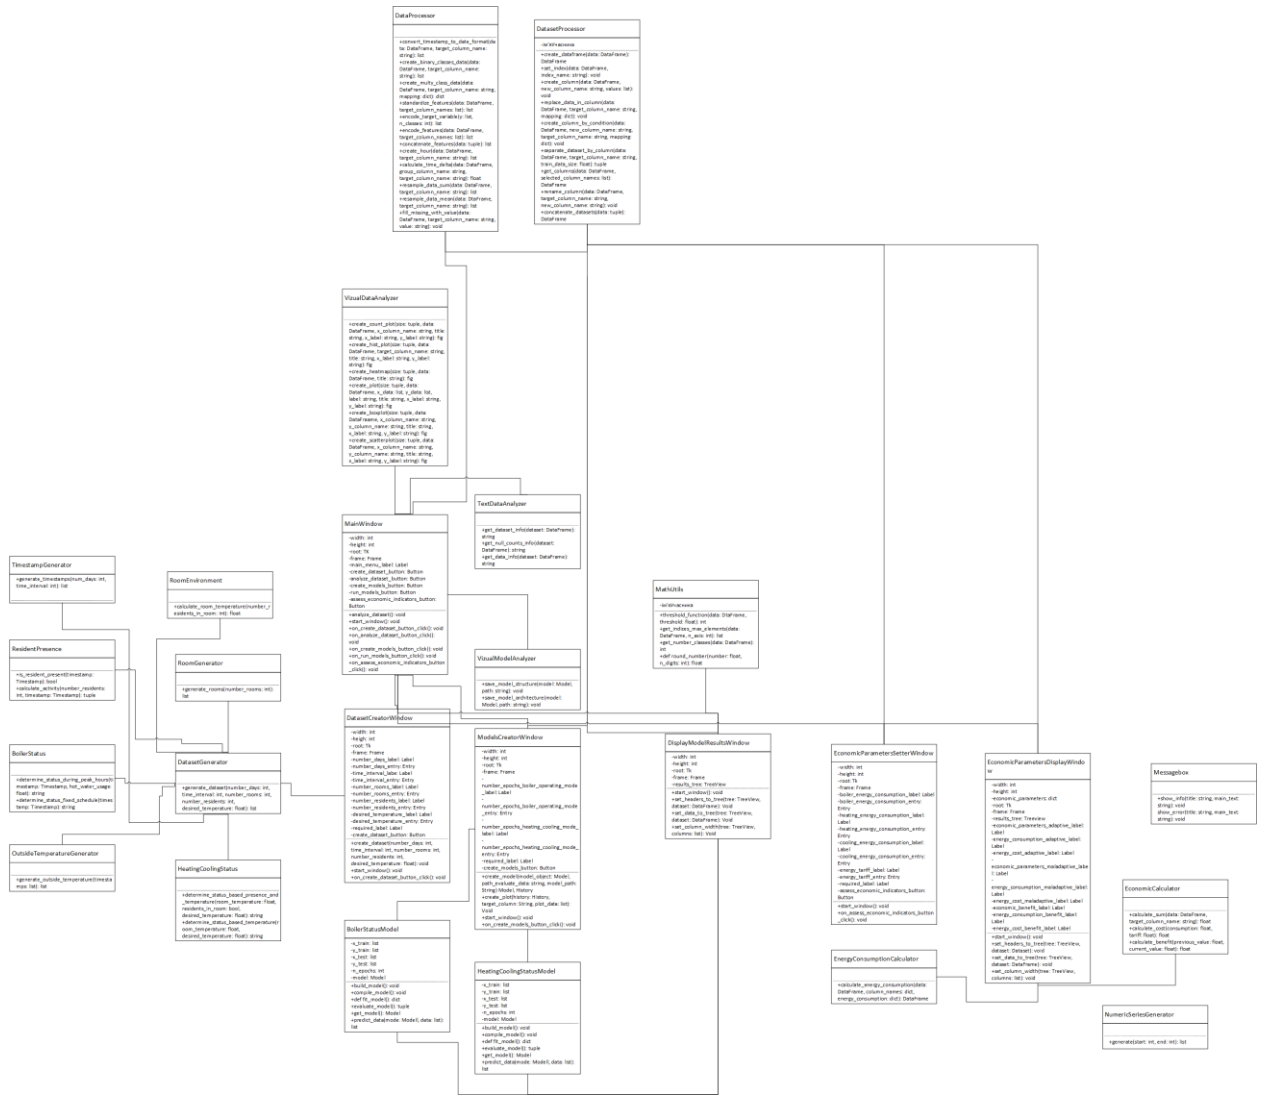 DataProcessor
+convert_timestamp_to_date_format(da
ta: DataFrame, target_column_name:
string): list
+create_binary_classes_data(data:
DataFrame, target_column_name:
string): list
+create_multy_class_data(data:
DataFrame, target_column_name: string,
mapping: dict): dict
+standardize_features(data: DataFrame,
target_column_names: list): list
+encode_target_variable(y: list,
n_classes: int): list
+encode_features(data: DataFrame,
target_column_names: list): list
+concatenate_features(data: tuple): list
+create_hour(data: DataFrame,
target_column_name: string): list
+calculate_time_delta(data: DataFrame,
group_column_name: string,
target_column_name: string): float
+resample_data_sum(data: DataFrame,
target_column_name: string): list
+resample_data_mean(data: DataFrame,
target_column_name: string): list
+fill_missing_with_value(data:
DataFrame, target_column_name: string,
value: string): void
DatasetProcessor
+create_dataframe(data: DataFrame):
DataFrame
+set_index(data: DataFrame,
index_name: string): void
+create_column(data: DataFrame,
new_column_name: string, values: list):
void
+replace_data_in_column(data:
DataFrame, target_column_name: string,
mapping: dict): void
+create_column_by_condition(data:
DataFrame, new_column_name: string,
target_column_name: string, mapping:
dict): void
+separate_dataset_by_column(data:
DataFrame, target_column_name: string,
train_data_size: float): tuple
+get_columns(data: DataFrame,
selected_column_names: list):
DataFrame
+rename_column(data: DataFrame,
target_column_name: string,
new_column_name: string): void
+concatenate_datasets(data: tuple):
DataFrame
VizualDataAnalyzer
+create_count_plot(size: tuple, data:
DataFrame, x_column_name: string, title:
string, x_label: string, y_label: string): fig
+create_hist_plot(size: tuple, data:
DataFrame, target_column_name: string,
title: string, x_label: string, y_label:
string): fig
+create_heatmap(size: tuple, data:
DataFrame, title: string): fig
+create_plot(size: tuple, data:
DataFrame, x_data: list, y_data: list,
label: string, title: string, x_label: string,
y_label: string): fig
+create_boxplot(size: tuple, data:
DataFrame, x_column_name: string,
y_column_name: string, title: string,
x_label: string, y_label: string): fig
+create_scatterplot(size: tuple, data:
DataFrame, x_column_name: string,
y_column_name: string, title: string,
x_label: string, y_label: string): fig
TextDataAnalyzer
+get_dataset_info(dataset: DataFrame):
string
+get_null_counts_info(dataset:
DataFrame): string
+get_data_info(dataset: DataFrame):
string
MainWindow
-width: int
-height: int
-root: Tk
-frame: Frame
-main_menu_label: Label
-create_dataset_button: Button
-analyze_dataset_button: Button
-create_models_button: Button
-run_models_button: Button
-assess_economic_indicators_button:
Button
+analyze_dataset(): void
+start_window(): void
+on_create_dataset_button_click(): void
+on_analyze_dataset_button_click():
void
+on_create_models_button_click(): void
+on_run_models_button_click(): void
+on_assess_economic_indicators_button
_click(): void
TimestampGenerator
+generate_timestamps(num_days: int,
time_interval: int): list
RoomEnvironment
+calculate_room_temperature(number_r
esidents_in_room: int): float
MathUtils
+threshold_function(data: DataFrame,
threshold: float): int
+get_indices_max_elements(data:
DataFrame, n_axis: int): list
+get_number_classes(data: DataFrame):
int
+def round_number(number: float,
n_digits: int): float
ResidentPresence
+is_resident_present(timestamp:
Timestamp): bool
+calculate_activity(number_residents:
int, timestamp: Timestamp): tuple
RoomGenerator
+generate_rooms(number_rooms: int):
list
VizualModelAnalyzer
+save_model_structure(model: Model,
path: string): void
+save_model_architecture(model:
Model, path: string): void
DatasetCreatorWindow
-width: int
-heigh: int
-root: Tk
-frame: Frame
-number_days_label: Label
-number_days_entry: Entry
-time_interval_labe: Label
-time_interval_entry: Entry
-number_rooms_label: Label
-number_rooms_entry: Entry
-number_residents_label: Label
-number_residents_entry: Entry
-desired_temperature_label: Label
-desired_temperature_entry: Entry
-required_label: Label
-create_dataset_button: Button
+create_dataset(number_days: int,
time_interval: int, number_rooms: int,
number_residents: int,
desired_temperature: float): void
+start_window(): void
+on_create_dataset_button_click(): void
ModelsCreatorWindow
-width: int
-height: int
-root: Tk
-frame: Frame
-
number_epochs_boiler_operating_mode
_label: Label
-
number_epochs_boiler_operating_mode
_entry: Entry
-
number_epochs_heating_cooling_mode_
label: Label
-
number_epochs_heating_cooling_mode_
entry: Entry
-required_label: Label
-create_models_button: Button
+create_model(model_object: Model,
path_evaluate_data: string, model_path:
String): Model, History
+create_plot(history: History,
target_column: String, plot_data: list):
Void
+start_window(): void
+on_create_models_button_click(): void
DisplayModelResultsWindow
-width: int
-height: int
-root: Tk
-frame: Frame
-results_tree: TreeView
+start_window(): void
+set_headers_to_tree(tree: TreeView,
dataset: DataFrame): Void
+set_data_to_tree(tree: TreeView,
dataset: DataFrame): Void
+set_column_width(tree: TreeView,
columns: list): void
EconomicParametersSetterWindow
-width: int
-height: int
-root: Tk
-frame: Frame
-boiler_energy_consumption_label: Label
-boiler_energy_consumption_entry:
Entry
-heating_energy_consumption_label:
Label
-heating_energy_consumption_entry:
Entry
-cooling_energy_consumption_label:
Label
-cooling_energy_consumption_entry:
Entry
-energy_tariff_label: Label
-energy_tariff_entry: Entry
-required_label: Label
-assess_economic_indicators_button:
Button
+start_window(): void
+on_assess_economic_indicators_button
_click(): void
EconomicParametersDisplayWindo
w
-width: int
-height: int
-economic_parameters: dict
-root: Tk
-frame: Frame
-results_tree: Treeview
-economic_parameters_adaptive_label:
Label
-energy_consumption_adaptive_label:
Label
-energy_cost_adaptive_label: Label
-
economic_parameters_maladaptive_labe
l: Label
-
energy_consumption_maladaptive_label:
Label
-energy_cost_maladaptive_label: Label
-economic_benefit_label: Label
-energy_consumption_benefit_label:
Label
-energy_cost_benefit_label: Label
+start_window(): void
+set_headers_to_tree(tree: TreeView,
dataset: Dataset): Void
+set_data_to_tree(tree: TreeView,
dataset: DataFrame): Void
+set_column_width(tree: TreeView,
columns: list): void
Messagebox
+show_info(title: string, main_text:
string): void
show_error(title: string, main_text:
string): void
BoilerStatus
+determine_status_during_peak_hours(ti
mestamp: Timestamp, hot_water_usage:
float): string
+determine_status_fixed_schedule(times
tamp: Timestamp): string
DatasetGenerator
+generate_dataset(number_days: int,
time_interval: int, number_rooms: int,
number_residents: int,
desired_temperature: float): list
OutsideTemperatureGenerator
+generate_outside_temperature(timesta
mps: list): list
HeatingCoolingStatus
+determine_status_based_presence_and
_temperature(room_temperature: float,
residents_in_room: bool,
desired_temperature: float): string
+determine_status_based_temperature(r
oom_temperature: float,
desired_temperature: float): string
EconomicCalculator
+calculate_sum(data: DataFrame,
target_column_name: string): float
+calculate_cost(consumption: float,
tariff: float): float
+calculate_benefit(previous_value: float,
current_value: float): float
BoilerStatusModel
-x_train: list
-y_train: list
-x_test: list
-y_test: list
-n_epochs: int
-model: Model
+build_model(): void
+compile_model(): void
+def fit_model(): dict
+evaluate_model(): tuple
+get_model(): Model
+predict_data(mode: Model), data: list):
list
HeatingCoolingStatusModel
-x_train: list
-y_train: list
-x_test: list
-y_test: list
-n_epochs: int
-model: Model
+build_model(): void
+compile_model(): void
+def fit_model(): dict
+evaluate_model(): tuple
+get_model(): Model
+predict_data(mode: Model), data: list):
list
EnergyConsumptionCalculator
+calculate_energy_consumption(data:
DataFrame, column_names: dict,
energy_consumption: dict): DataFrame
NumericSeriesGenerator
+generate(start: int, end: int): list